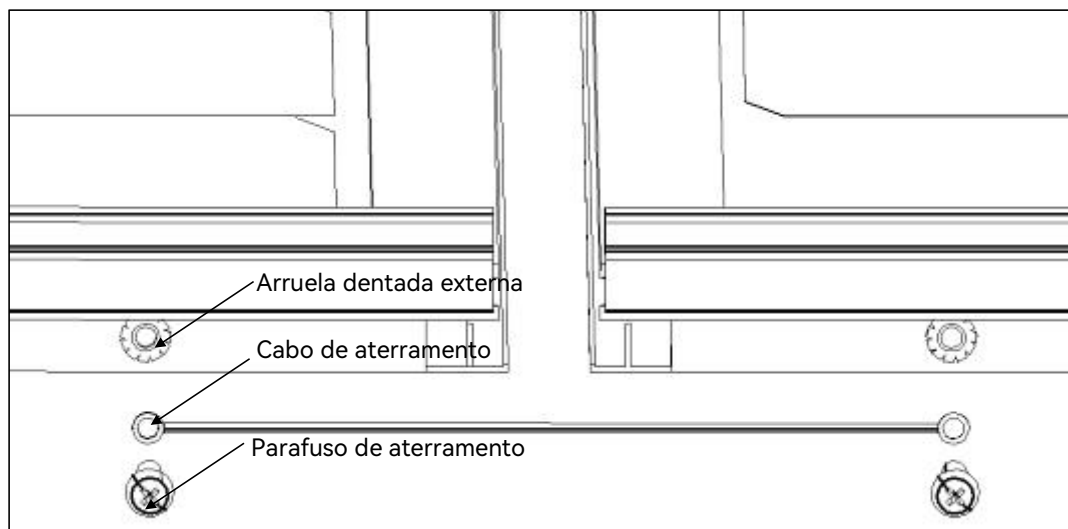 Arruela dentada externa
Cabo de aterramento
Parafuso de aterramento